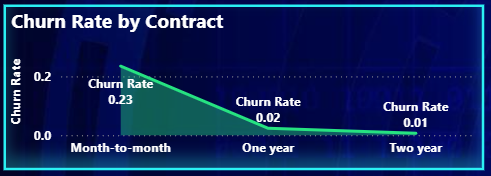 Churn Rate by Contract
Churn Rate
0.2
0.0
Churn Rate
0.23
Churn Rate
0.02
Churn Rate
0.01
Month-to-month
One year
Two year